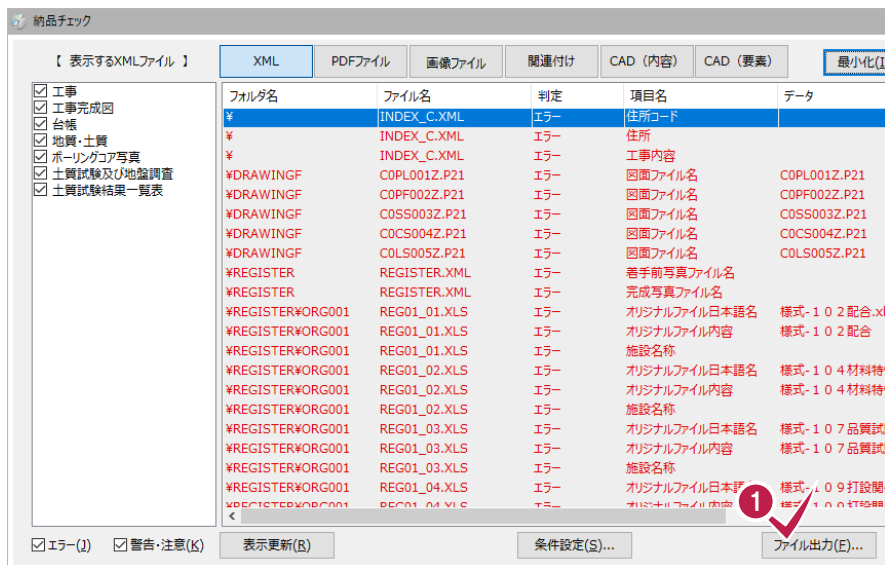 納品チェック
【 表示するXMLファイル 】
XML PDFファイル 画像ファイル 関連付け CAD（内容） CAD（要素） 最小化(I
工事
工事完成図
台帳
地質・土質
ボーリングコア写真
土質試験及び地盤調査
土質試験結果一覧表
フォルダ名 ファイル名 判定 項目名 データ
¥ INDEX_C.XML エラー 住所コード
¥ INDEX_C.XML エラー 住所
¥ INDEX_C.XML エラー 工事内容
¥DRAWINGF C0PL001Z.P21 エラー 図面ファイル名 C0PL001Z.P21
¥DRAWINGF C0PF002Z.P21 エラー 図面ファイル名 C0PF002Z.P21
¥DRAWINGF C0SS003Z.P21 エラー 図面ファイル名 C0SS003Z.P21
¥DRAWINGF C0CS004Z.P21 エラー 図面ファイル名 C0CS004Z.P21
¥DRAWINGF C0LS005Z.P21 エラー 図面ファイル名 C0LS005Z.P21
¥REGISTER REGISTER.XML エラー 着手前写真ファイル名
¥REGISTER REGISTER.XML エラー 完成写真ファイル名
¥REGISTER¥ORG001 REG01_01.XLS エラー オリジナルファイル日本語名 様式-１０２配合.xl
¥REGISTER¥ORG001 REG01_01.XLS エラー オリジナルファイル内容 様式-１０２配合
¥REGISTER¥ORG001 REG01_01.XLS エラー 施設名称
¥REGISTER¥ORG001 REG01_02.XLS エラー オリジナルファイル日本語名 様式-１０４材料特
¥REGISTER¥ORG001 REG01_02.XLS エラー オリジナルファイル内容 様式-１０４材料特
¥REGISTER¥ORG001 REG01_02.XLS エラー 施設名称
¥REGISTER¥ORG001 REG01_03.XLS エラー オリジナルファイル日本語名 様式-１０７品質試
¥REGISTER¥ORG001 REG01_03.XLS エラー オリジナルファイル内容 様式-１０７品質試
¥REGISTER¥ORG001 REG01_03.XLS エラー 施設名称
¥REGISTER¥ORG001 REG01_04.XLS エラー オリジナルファイル日本語 様式-１０９打設関
¥REGISTER¥ORG001 REG01_04.XLS エラー オリジナルファイル内容
1
エラー(J) 警告・注意(K) 表示更新(R) 条件設定(S)... ファイル出力(F)...